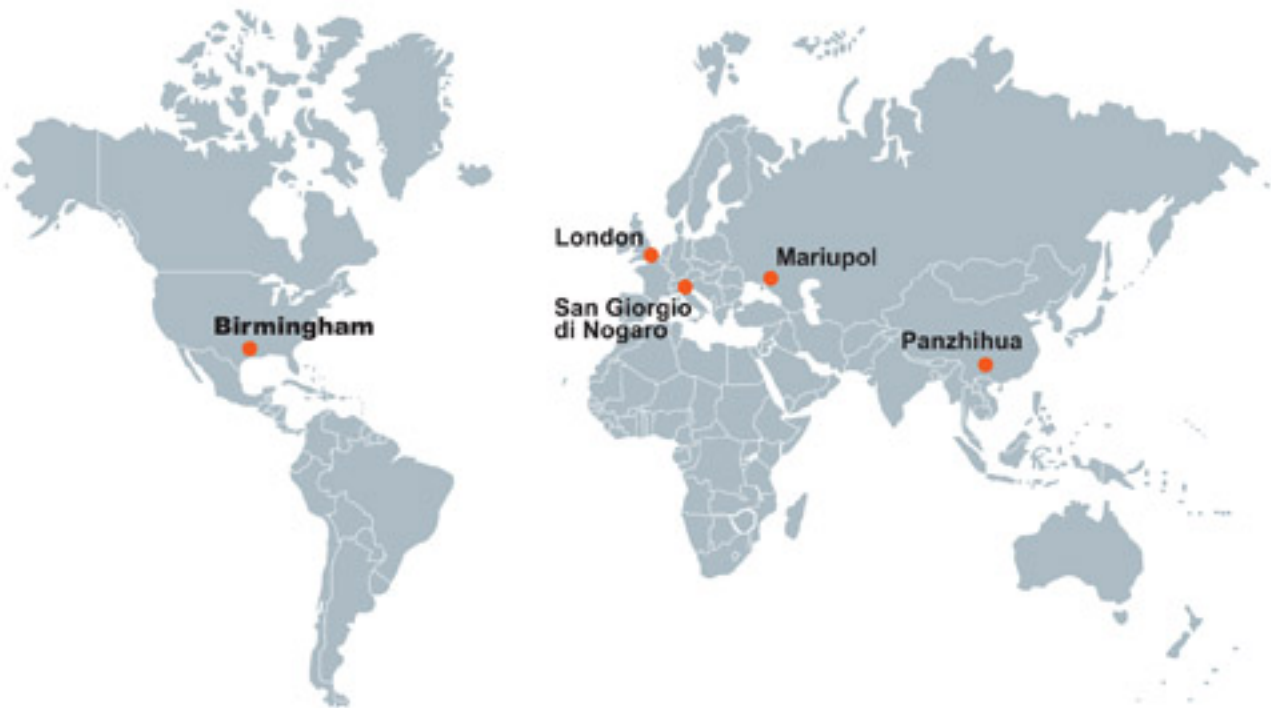 London
Mariupol
San Giorgio
di Nogaro
Birmingham
Panzhihua